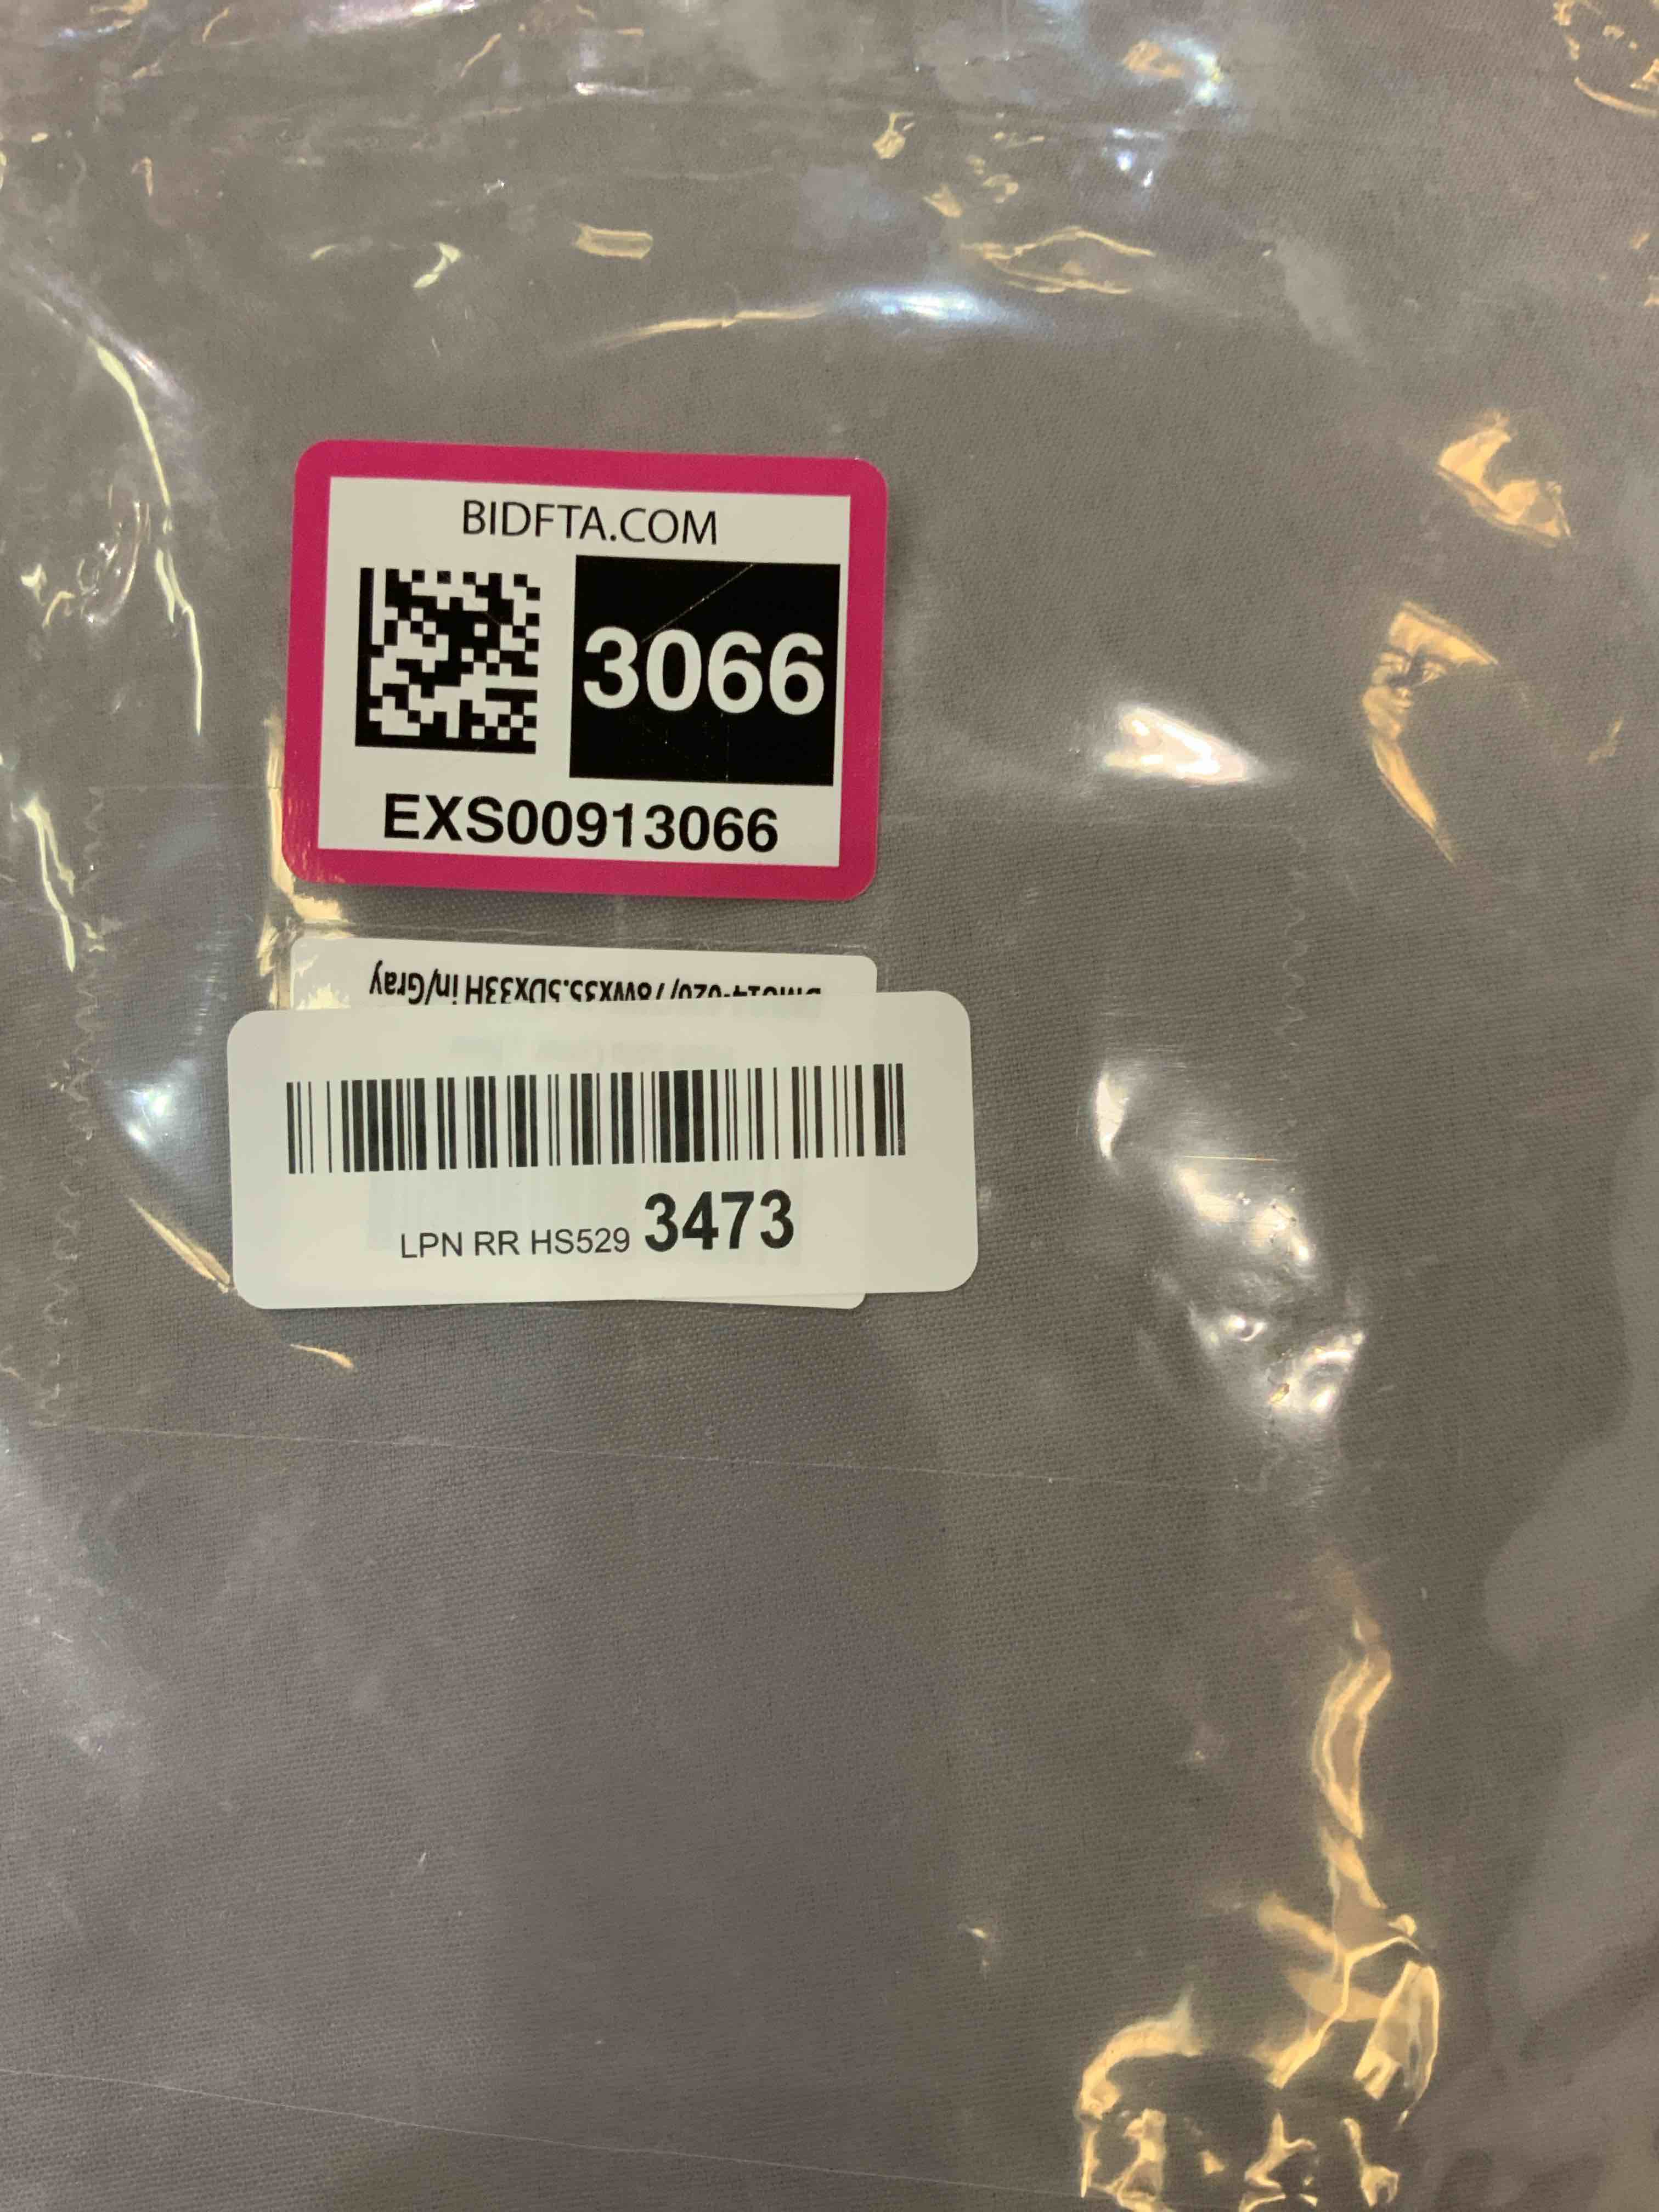 BIDFTA.COM
3066
EXS00913066
78Wx35.5Dx33H in/Gray
LPN RR HS529 3473